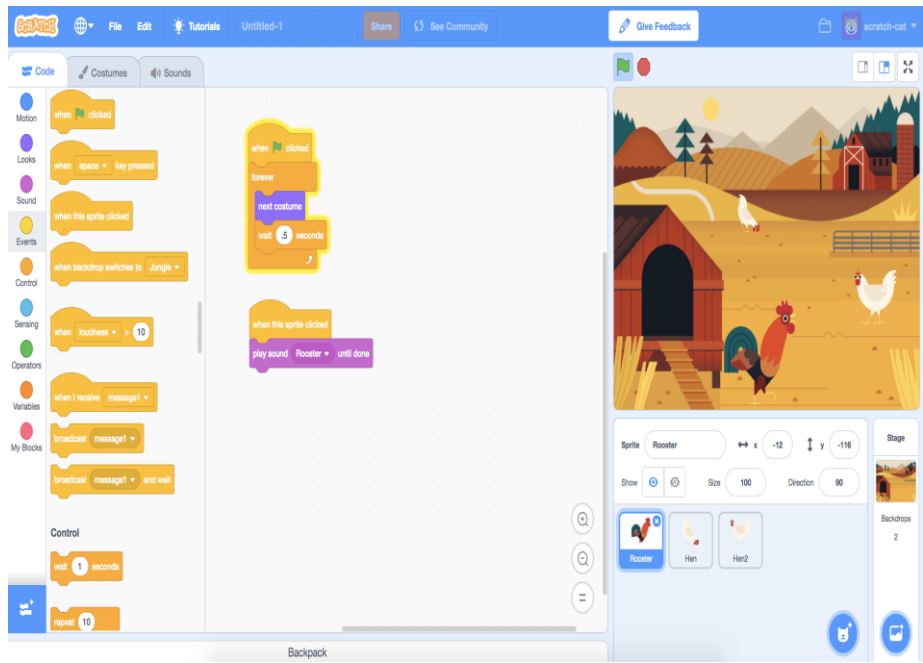 SCRATCH File Edit Tutorials Untitled-1 Share See Community Give Feedback scratch-cat
Code Costumes Sounds
Motion
Looks
Sound
Events
Control
Sensing
Operators
Variables
My Blocks
when clicked
when space key pressed
when this sprite clicked
when backdrop switches to Jungle
when loudness > 10
when I receive message1
broadcast message1
broadcast message1 and wait
Control
wait 1 seconds
repeat 10
when clicked
forever
next costume
wait .5 seconds
when this sprite clicked
play sound Rooster until done
Backpack
Sprite Rooster x -12 y -116
Show Size 100 Direction 90
Rooster Hen Hen2
Stage
Backdrops
2